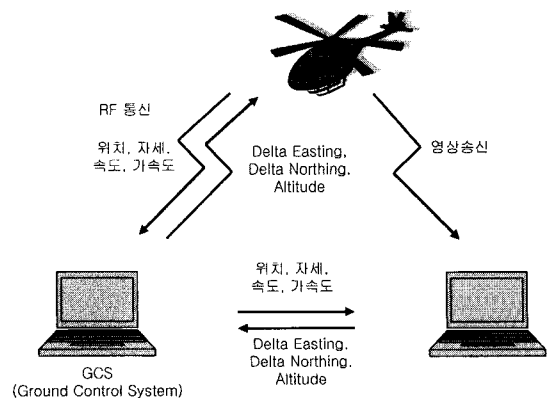 RF 통신
위치, 자세,
속도, 가속도
Delta Easting,
Delta Northing,
Altitude
영상송신
위치, 자세,
속도, 가속도
Delta Easting,
Delta Northing,
Altitude
GCS
(Ground Control System)